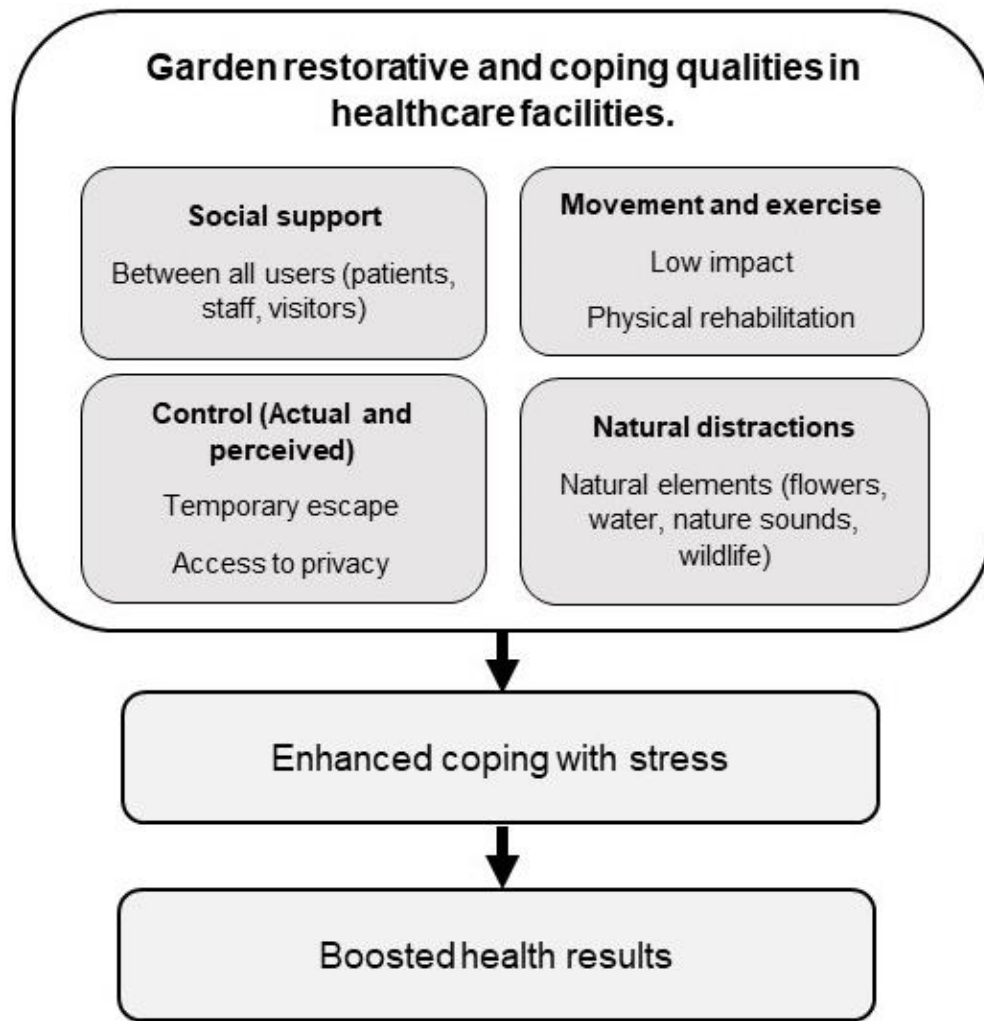 Garden restorative and coping qualities in
healthcare facilities.
Social support
Between all users (patients,
staff, visitors)
Movement and exercise
Low impact
Physical rehabilitation
Control (Actual and
perceived)
Temporary escape
Access to privacy
Natural distractions
Natural elements (flowers,
water, nature sounds,
wildlife)
Enhanced coping with stress
Boosted health results